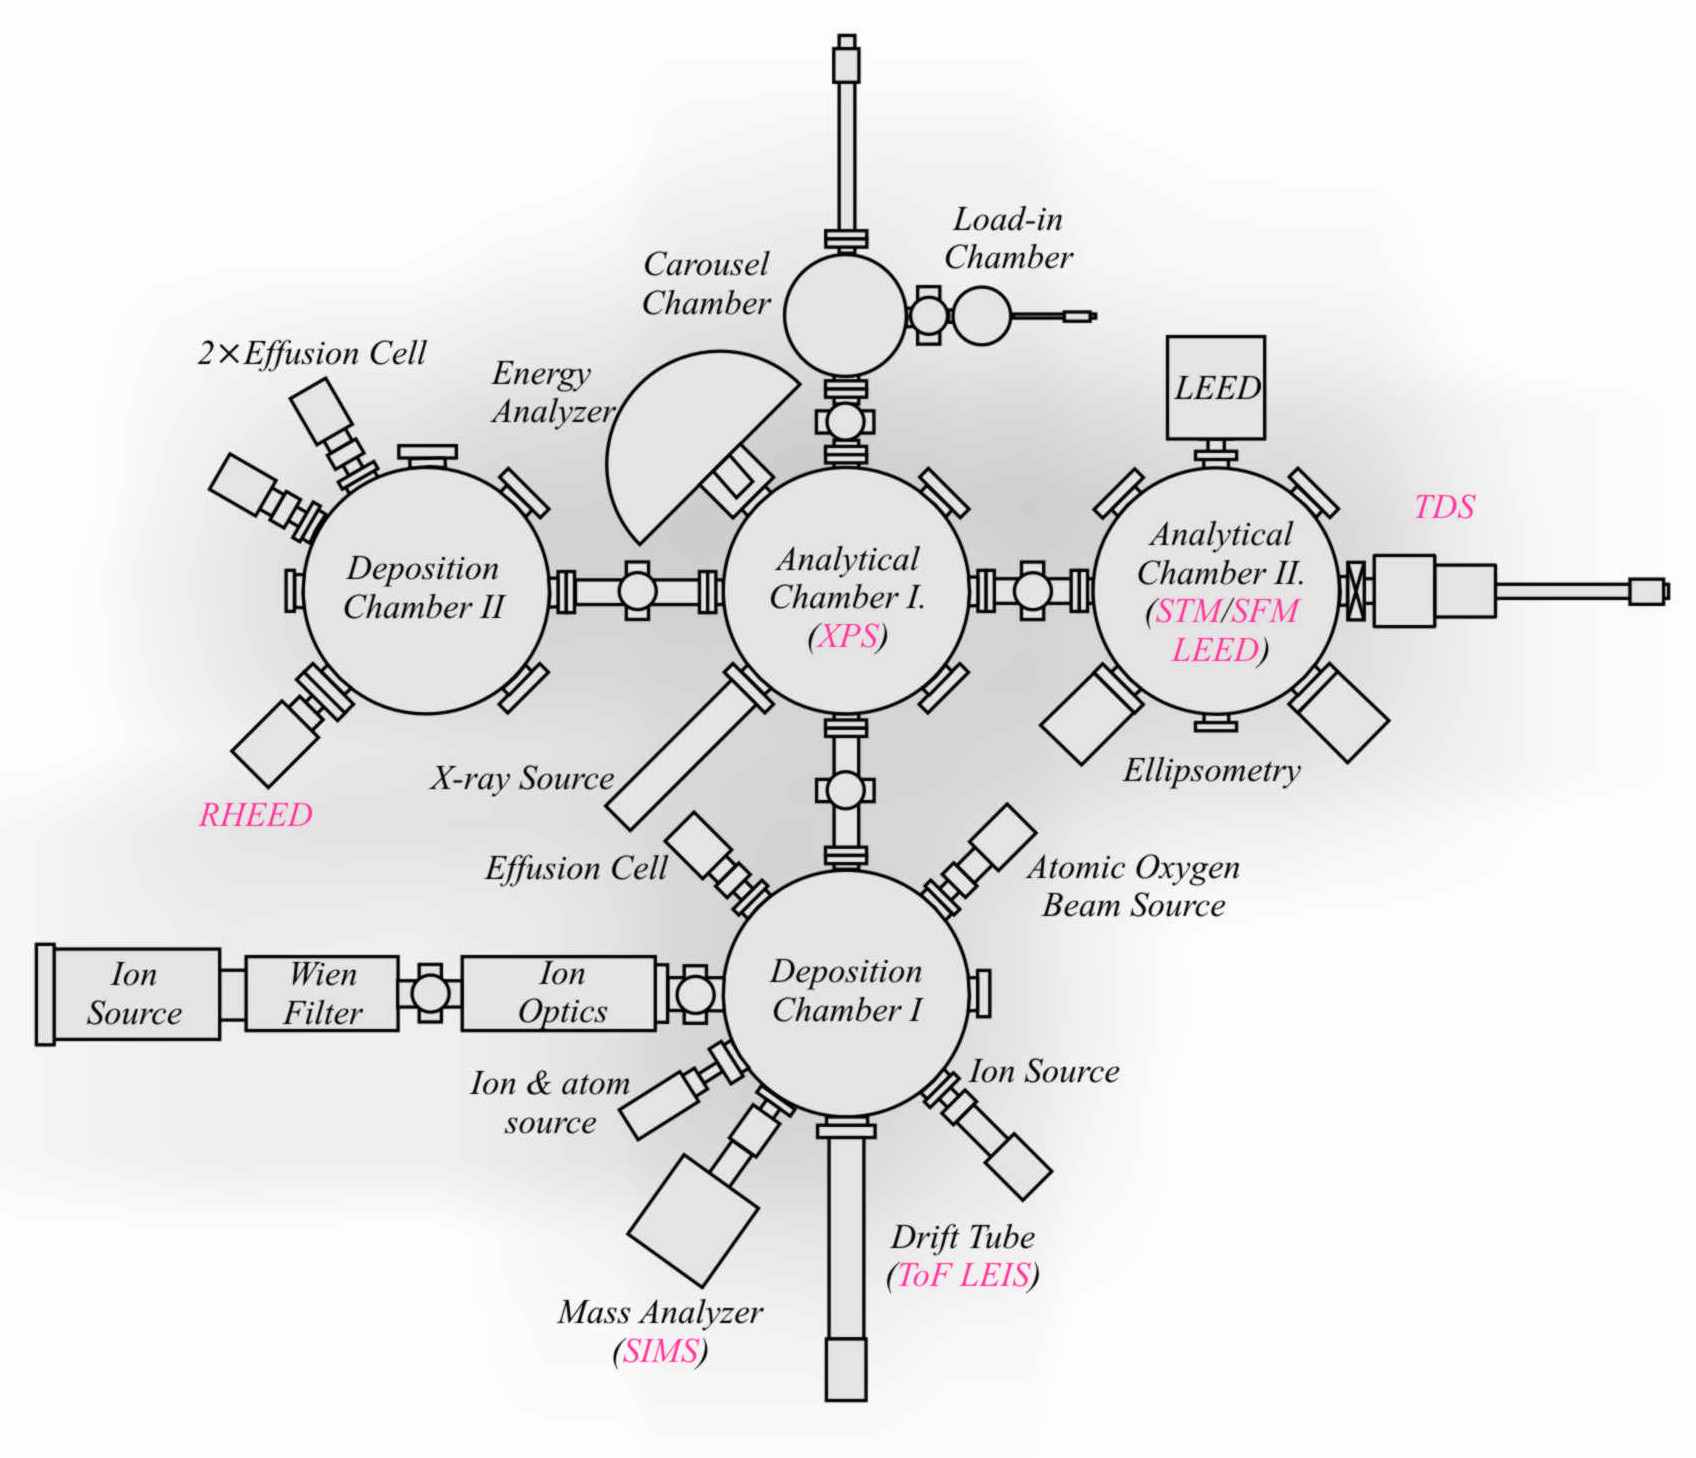 Load-in
Chamber
Carousel
Chamber
2×Effusion Cell
Energy
Analyzer
LEED
TDS
Deposition
Chamber II
Analytical
Chamber I.
(XPS)
Analytical
Chamber II.
(STM/SFM
LEED)
RHEED
X-ray Source
Ellipsometry
Effusion Cell
Atomic Oxygen
Beam Source
Ion
Source
Wien
Filter
Ion
Optics
Deposition
Chamber I
Ion & atom
source
Ion Source
Drift Tube
(ToF LEIS)
Mass Analyzer
(SIMS)